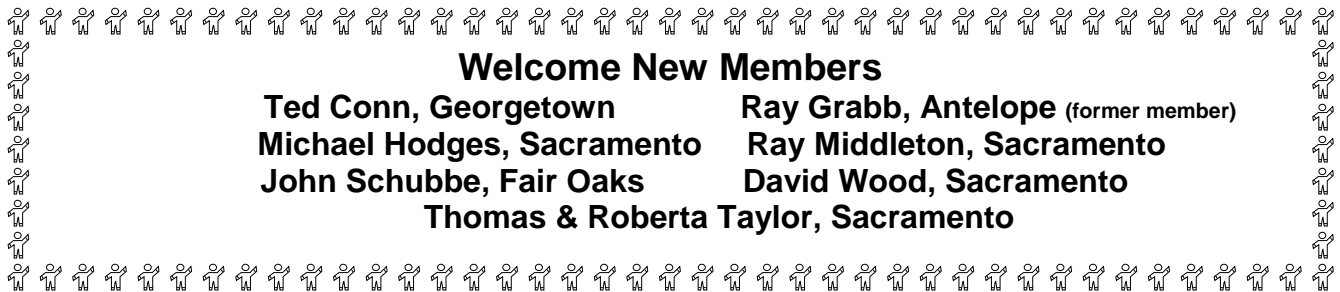 Welcome New Members
Ted Conn, Georgetown Ray Grabb, Antelope (former member)
Michael Hodges, Sacramento Ray Middleton, Sacramento
John Schubbe, Fair Oaks David Wood, Sacramento
Thomas & Roberta Taylor, Sacramento